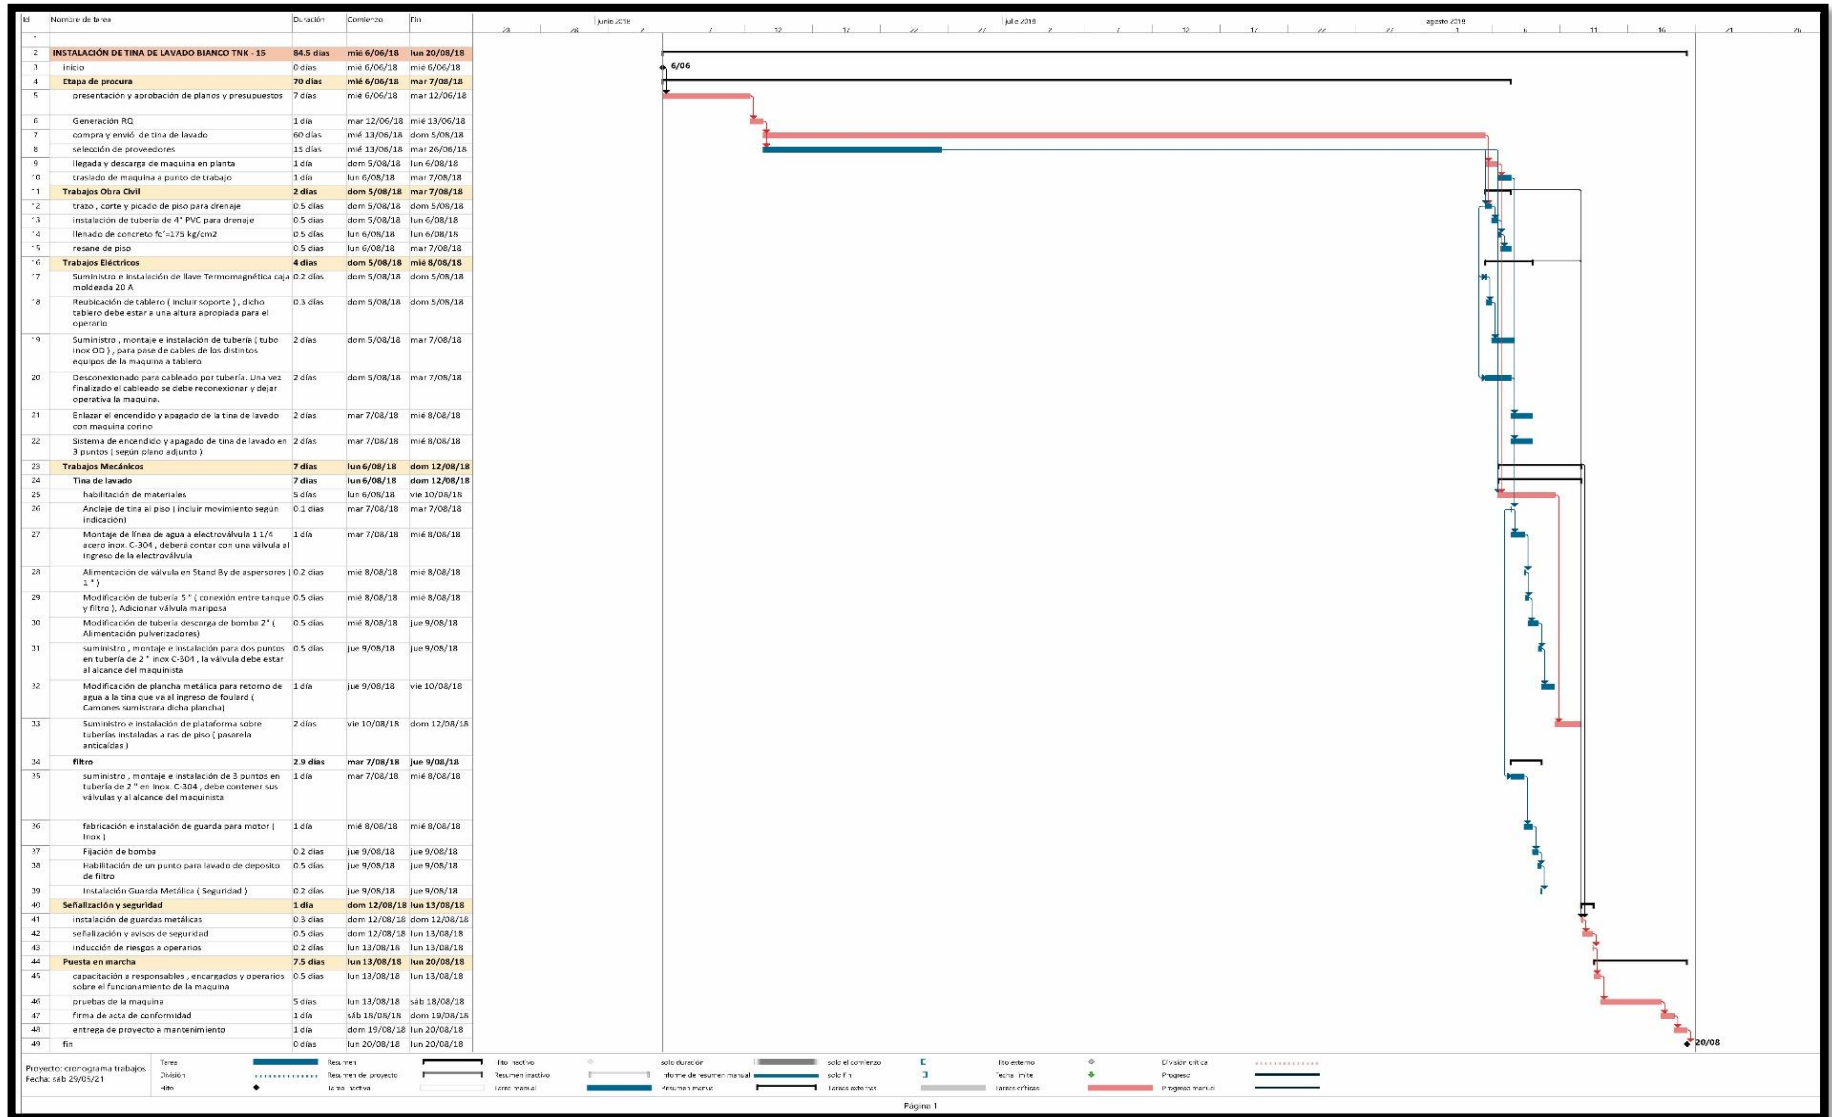 Id Nombre de tarea Duración Comienzo Fin junio 2018 julio 2018 agosto 2018
2 INSTALACIÓN DE TINA DE LAVADO BIANCO TNK - 15 84.5 días mié 6/06/18 lun 20/08/18
3 inicio 0 días mié 6/06/18 mié 6/06/18 6/06
4 Etapa de procura 70 días mié 6/06/18 mar 7/08/18
5 presentación y aprobación de planos y presupuestos 7 días mié 6/06/18 mar 12/06/18
6 Generación RQ 1 día mar 12/06/18 mié 13/06/18
7 compra y envió de tina de lavado 60 días mié 13/06/18 dom 5/08/18
8 selección de proveedores 15 días mié 13/06/18 mar 26/06/18
9 llegada y descarga de maquina en planta 1 día dom 5/08/18 lun 6/08/18
10 traslado de maquina a punto de trabajo 1 día lun 6/08/18 mar 7/08/18
11 Trabajos Obra Civil 2 días dom 5/08/18 mar 7/08/18
12 trazo , corte y picado de piso para drenaje 0.5 días dom 5/08/18 dom 5/08/18
13 instalación de tubería de 4" PVC para drenaje 0.5 días dom 5/08/18 lun 6/08/18
14 llenado de concreto fc'=175 kg/cm2 0.5 días lun 6/08/18 lun 6/08/18
15 resane de piso 0.5 días lun 6/08/18 mar 7/08/18
16 Trabajos Eléctricos 4 días dom 5/08/18 mié 8/08/18
17 Suministro e instalación de llave Termomagnética caja 0.2 días dom 5/08/18 dom 5/08/18
moldeada 20 A
18 Reubicación de tablero ( incluir soporte ) , dicho 0.3 días dom 5/08/18 dom 5/08/18
tablero debe estar a una altura apropiada para el
operario
19 Suministro , montaje e instalación de tubería ( tubo 2 días dom 5/08/18 mar 7/08/18
inox OD ) , para pase de cables de los distintos
equipos de la maquina a tablero
20 Desconexionado para cableado por tubería. Una vez 2 días dom 5/08/18 mar 7/08/18
finalizado el cableado se debe reconexionar y dejar
operativa la maquina.
21 Enlazar el encendido y apagado de la tina de lavado 2 días mar 7/08/18 mié 8/08/18
con maquina corino
22 Sistema de encendido y apagado de tina de lavado en 2 días mar 7/08/18 mié 8/08/18
3 puntos ( según plano adjunto )
23 Trabajos Mecánicos 7 días lun 6/08/18 dom 12/08/18
24 Tina de lavado 7 días lun 6/08/18 dom 12/08/18
25 habilitación de materiales 5 días lun 6/08/18 vie 10/08/18
26 Anclaje de tina al piso ( incluir movimiento según 0.1 días mar 7/08/18 mar 7/08/18
indicación)
27 Montaje de línea de agua a electroválvula 1 1/4 1 día mar 7/08/18 mié 8/08/18
acero inox. C-304 , deberá contar con una válvula al
ingreso de la electroválvula
28 Alimentación de válvula en Stand By de aspersores ( 0.2 días mié 8/08/18 mié 8/08/18
1 " )
29 Modificación de tubería 5 " ( conexión entre tanque 0.5 días mié 8/08/18 mié 8/08/18
y filtro ), Adicionar válvula mariposa
30 Modificación de tubería descarga de bomba 2" ( 0.5 días mié 8/08/18 jue 9/08/18
Alimentación pulverizadores)
31 suministro , montaje e instalación para dos puntos 0.5 días jue 9/08/18 jue 9/08/18
en tubería de 2 " inox C-304 , la válvula debe estar
al alcance del maquinista
32 Modificación de plancha metálica para retorno de 1 día jue 9/08/18 vie 10/08/18
agua a la tina que va al ingreso de foulard (
Camones sumistrara dicha plancha)
33 Suministro e instalación de plataforma sobre 2 días vie 10/08/18 dom 12/08/18
tuberías instaladas a ras de piso ( pasarela
anticaídas )
34 filtro 2.9 días mar 7/08/18 jue 9/08/18
35 suministro , montaje e instalación de 3 puntos en 1 día mar 7/08/18 mié 8/08/18
tubería de 2 " en Inox. C-304 , debe contener sus
válvulas y al alcance del maquinista
36 fabricación e instalación de guarda para motor ( 1 día mié 8/08/18 mié 8/08/18
Inox )
37 Fijación de bomba 0.2 días jue 9/08/18 jue 9/08/18
38 Habilitación de un punto para lavado de deposito 0.5 días jue 9/08/18 jue 9/08/18
de filtro
39 Instalación Guarda Metálica ( Seguridad ) 0.2 días jue 9/08/18 jue 9/08/18
40 Señalización y seguridad 1 día dom 12/08/18 lun 13/08/18
41 instalación de guardas metálicas 0.3 días dom 12/08/18 dom 12/08/18
42 señalización y avisos de seguridad 0.5 días dom 12/08/18 lun 13/08/18
43 inducción de riesgos a operarios 0.2 días lun 13/08/18 lun 13/08/18
44 Puesta en marcha 7.5 días lun 13/08/18 lun 20/08/18
45 capacitación a responsables , encargados y operarios 0.5 días lun 13/08/18 lun 13/08/18
sobre el funcionamiento de la maquina
46 pruebas de la maquina 5 días lun 13/08/18 sáb 18/08/18
47 firma de acta de conformidad 1 día sáb 18/08/18 dom 19/08/18
48 entrega de proyecto a mantenimiento 1 día dom 19/08/18 lun 20/08/18
49 fin 0 días lun 20/08/18 lun 20/08/18 20/08
Proyecto: cronograma trabajos
Fecha: sáb 29/05/21
Tarea Resumen Hito inactivo solo duración solo el comienzo Hito externo División crítica
División Resumen del proyecto Resumen inactivo Informe de resumen manual solo fin Fecha límite Progreso
Hito Tarea inactiva Tarea manual Resumen manual Tareas externas Tareas críticas Progreso manual
Página 1